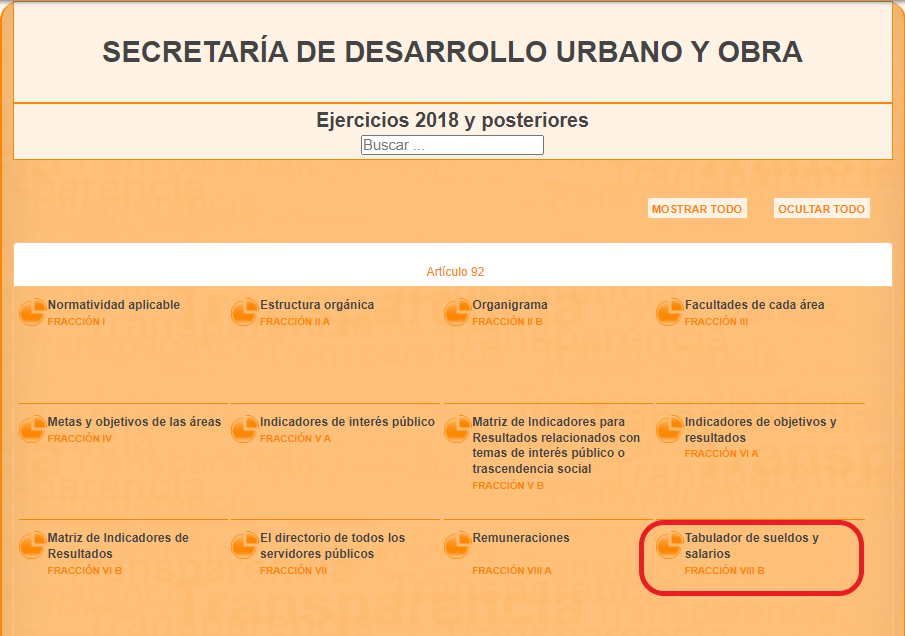 SECRETARÍA DE DESARROLLO URBANO Y OBRA
Ejercicios 2018 y posteriores
Buscar ...
MOSTRAR TODO
OCULTAR TODO
Artículo 92
Normatividad aplicable
FRACCIÓN I
Estructura orgánica
FRACCIÓN II A
Organigrama
FRACCIÓN II B
Facultades de cada área
FRACCIÓN III
Metas y objetivos de las áreas
FRACCIÓN IV
Indicadores de interés público
FRACCIÓN V A
Matriz de Indicadores para
Resultados relacionados con
temas de interés público o
trascendencia social
FRACCIÓN V B
Indicadores de objetivos y
resultados
FRACCIÓN VI A
Matriz de Indicadores de
Resultados
FRACCIÓN VI B
El directorio de todos los
servidores públicos
FRACCIÓN VII
Remuneraciones
FRACCIÓN VIII A
Tabulador de sueldos y
salarios
FRACCIÓN VIII B